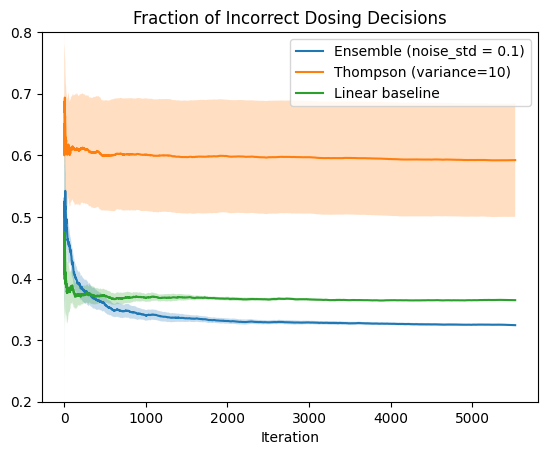 Fraction of Incorrect Dosing Decisions
0.8
0.7
0.6
0.5
0.4
0.3
0.2
Ensemble (noise_std = 0.1)
Thompson (variance=10)
Linear baseline
0 1000 2000 3000 4000 5000
Iteration